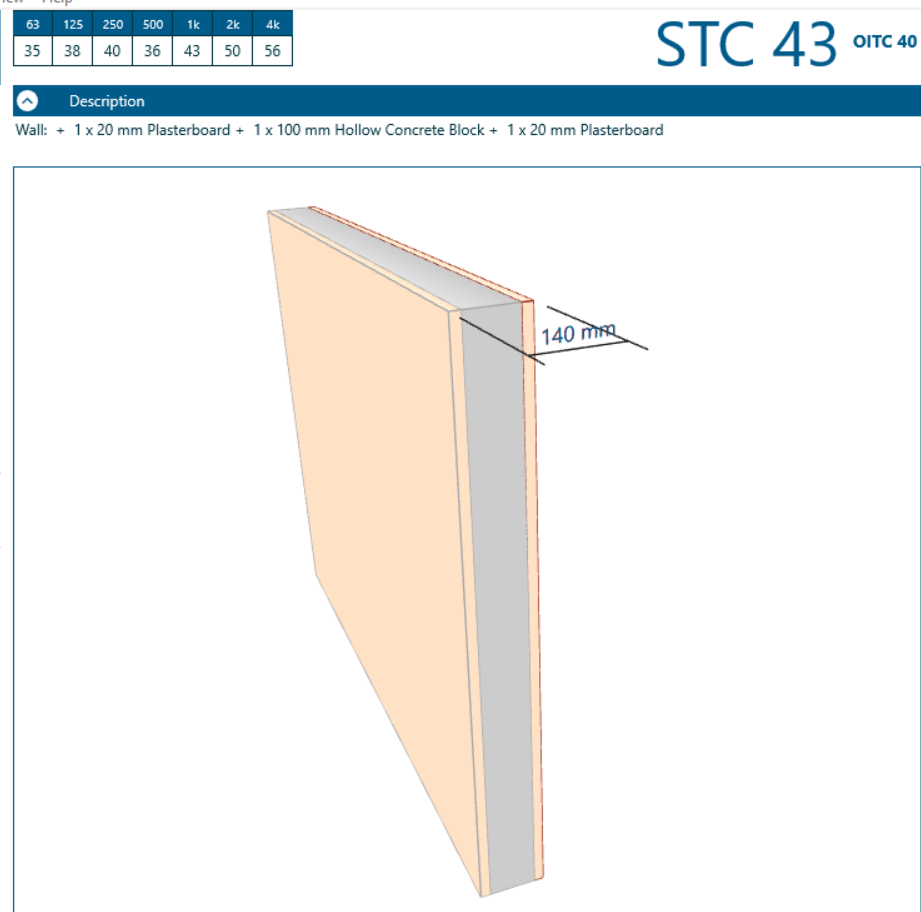 Help
63 125 250 500 1k 2k 4k
35 38 40 36 43 50 56
STC 43 OITC 40
Description
Wall: + 1 x 20 mm Plasterboard + 1 x 100 mm Hollow Concrete Block + 1 x 20 mm Plasterboard
140 mm